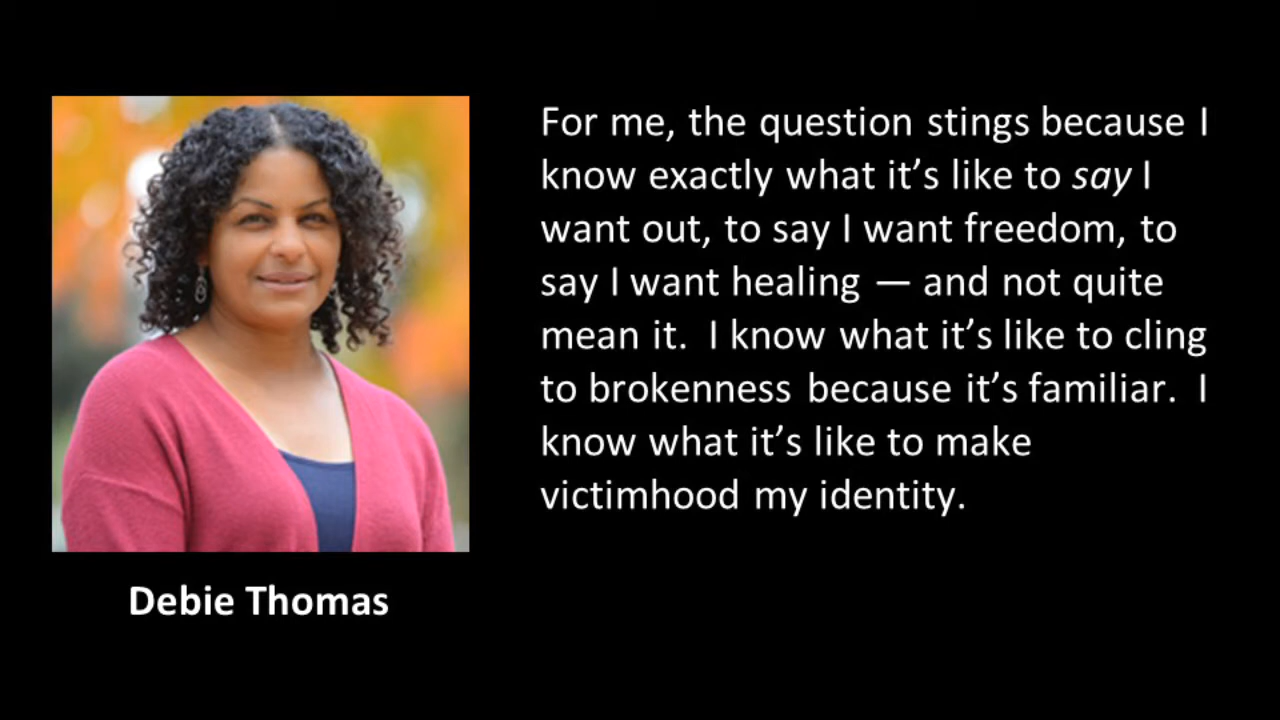 For me, the question stings because I
know exactly what it’s like to say I
want out, to say I want freedom, to
say I want healing — and not quite
mean it.  I know what it’s like to cling
to brokenness because it’s familiar.  I
know what it’s like to make
victimhood my identity.
Debie Thomas